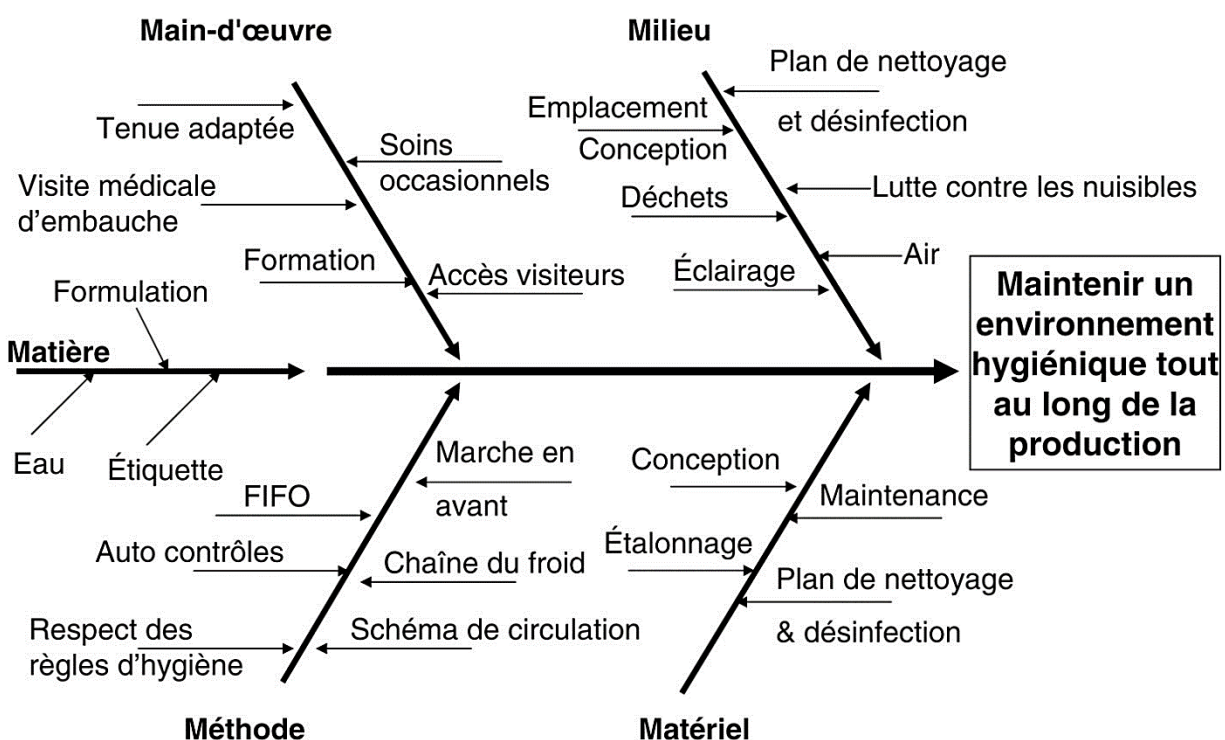 Main-d'œuvre
Milieu
Tenue adaptée
Soins
occasionnels
Visite médicale
d'embauche
Formation
Accès visiteurs
Plan de nettoyage
et désinfection
Emplacement
Conception
Lutte contre les nuisibles
Déchets
Air
Éclairage
Formulation
Matière
Eau
Étiquette
Maintenir un
environnement
hygiénique tout
au long de la
production
Marche en
avant
FIFO
Auto contrôles
Chaîne du froid
Respect des
règles d'hygiène
Schéma de circulation
Méthode
Conception
Maintenance
Étalonnage
Plan de nettoyage
& désinfection
Matériel